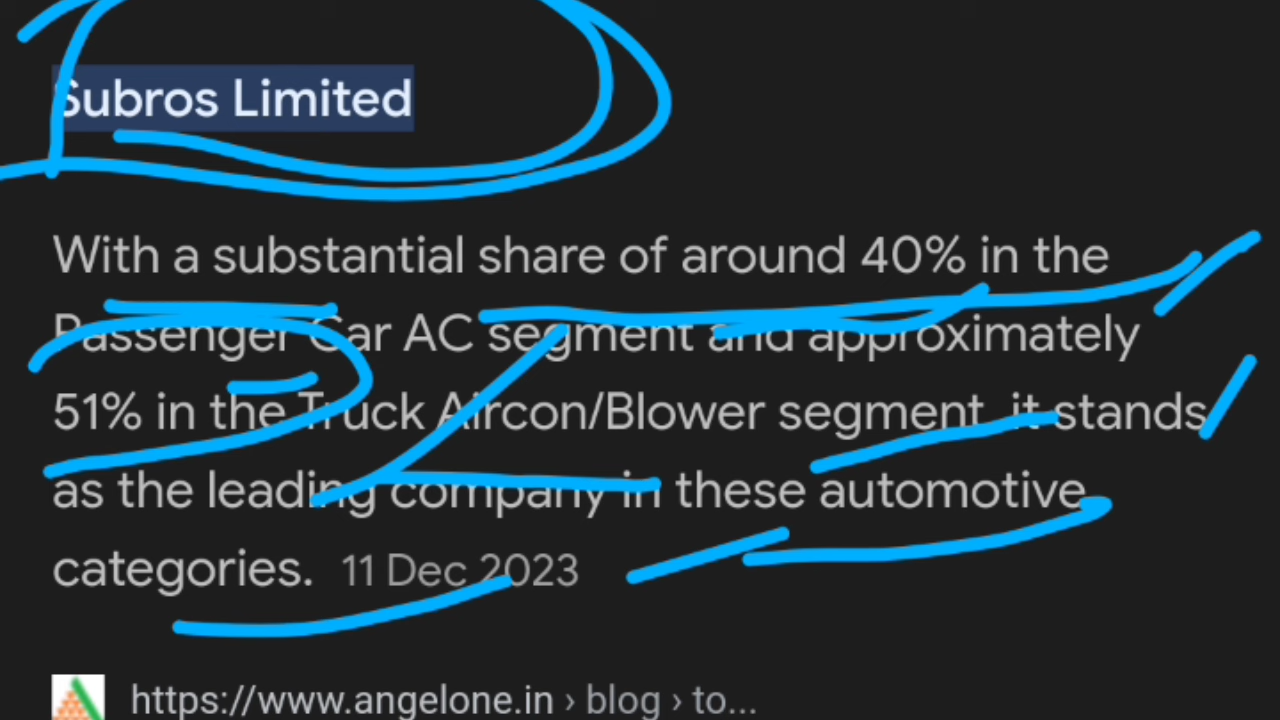 Subros Limited
With a substantial share of around 40% in the
Passenger Car AC segment and approximately
51% in the Truck Aircon/Blower segment, it stands
as the leading company in these automotive
categories. 11 Dec 2023
https://www.angelone.in › blog › to...